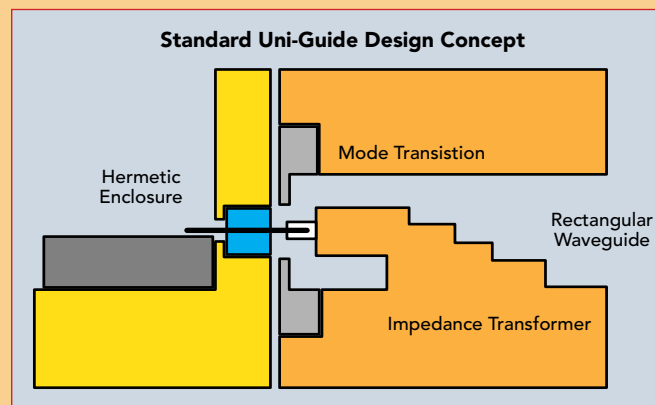 Standard Uni-Guide Design Concept
Mode Transistion
Hermetic
Enclosure
Rectangular
Waveguide
Impedance Transformer